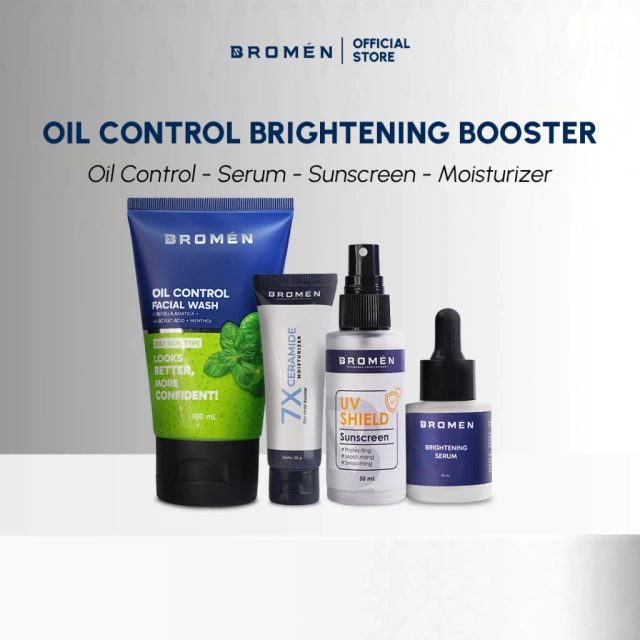 BROMÉN
OFFICIAL
STORE
OIL CONTROL BRIGHTENING BOOSTER
Oil Control - Serum - Sunscreen - Moisturizer
BROMÉN
OIL CONTROL
FACIAL WASH
CENTELLA ASIATICA •
SALICYLIC ACID • MENTHOL
OILY SKIN TYPE
LOOKS
BETTER,
MORE
CONFIDENT!
100 mL
BROMÉN
7X
CERAMIDE
MOISTURIZER
BROMÉN
UV
SHIELD
Sunscreen
#Protecting
#Moisturizing
#Smoothing
50 mL
BROMÉN
BRIGHTENING
SERUM